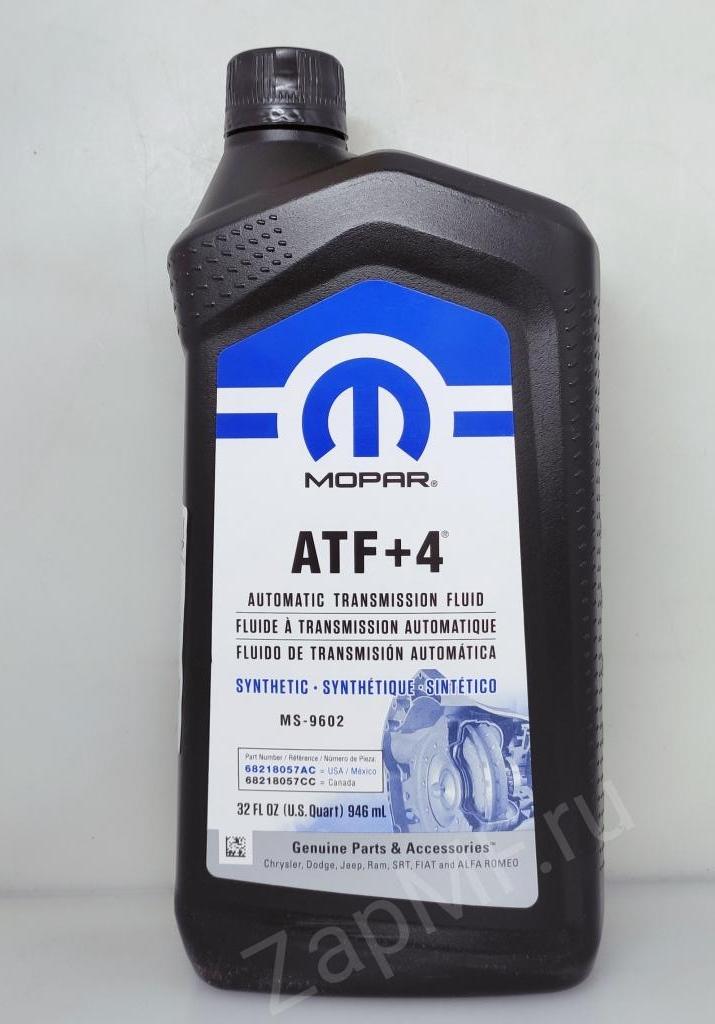 MOPAR®
ATF+4®
AUTOMATIC TRANSMISSION FLUID
FLUIDE À TRANSMISSION AUTOMATIQUE
FLUIDO DE TRANSMISIÓN AUTOMÁTICA
SYNTHETIC · SYNTHÉTIQUE · SINTÉTICO
MS-9602
Part Number / Référence / Número de Pieza:
68218057AC = USA / México
68218057CC = Canada
32 FL OZ (U.S. Quart) 946 mL
Genuine Parts & Accessories™
Chrysler, Dodge, Jeep, Ram, SRT, FIAT and ALFA ROMEO
ZapMr.ru